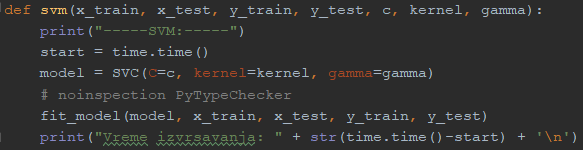 def svm(x_train, x_test, y_train, y_test, c, kernel, gamma):
    print("-----SVM:-----")
    start = time.time()
    model = SVC(C=c, kernel=kernel, gamma=gamma)
    # noinspection PyTypeChecker
    fit_model(model, x_train, x_test, y_train, y_test)
    print("Vreme izvrsavanja: " + str(time.time()-start) + '\n')